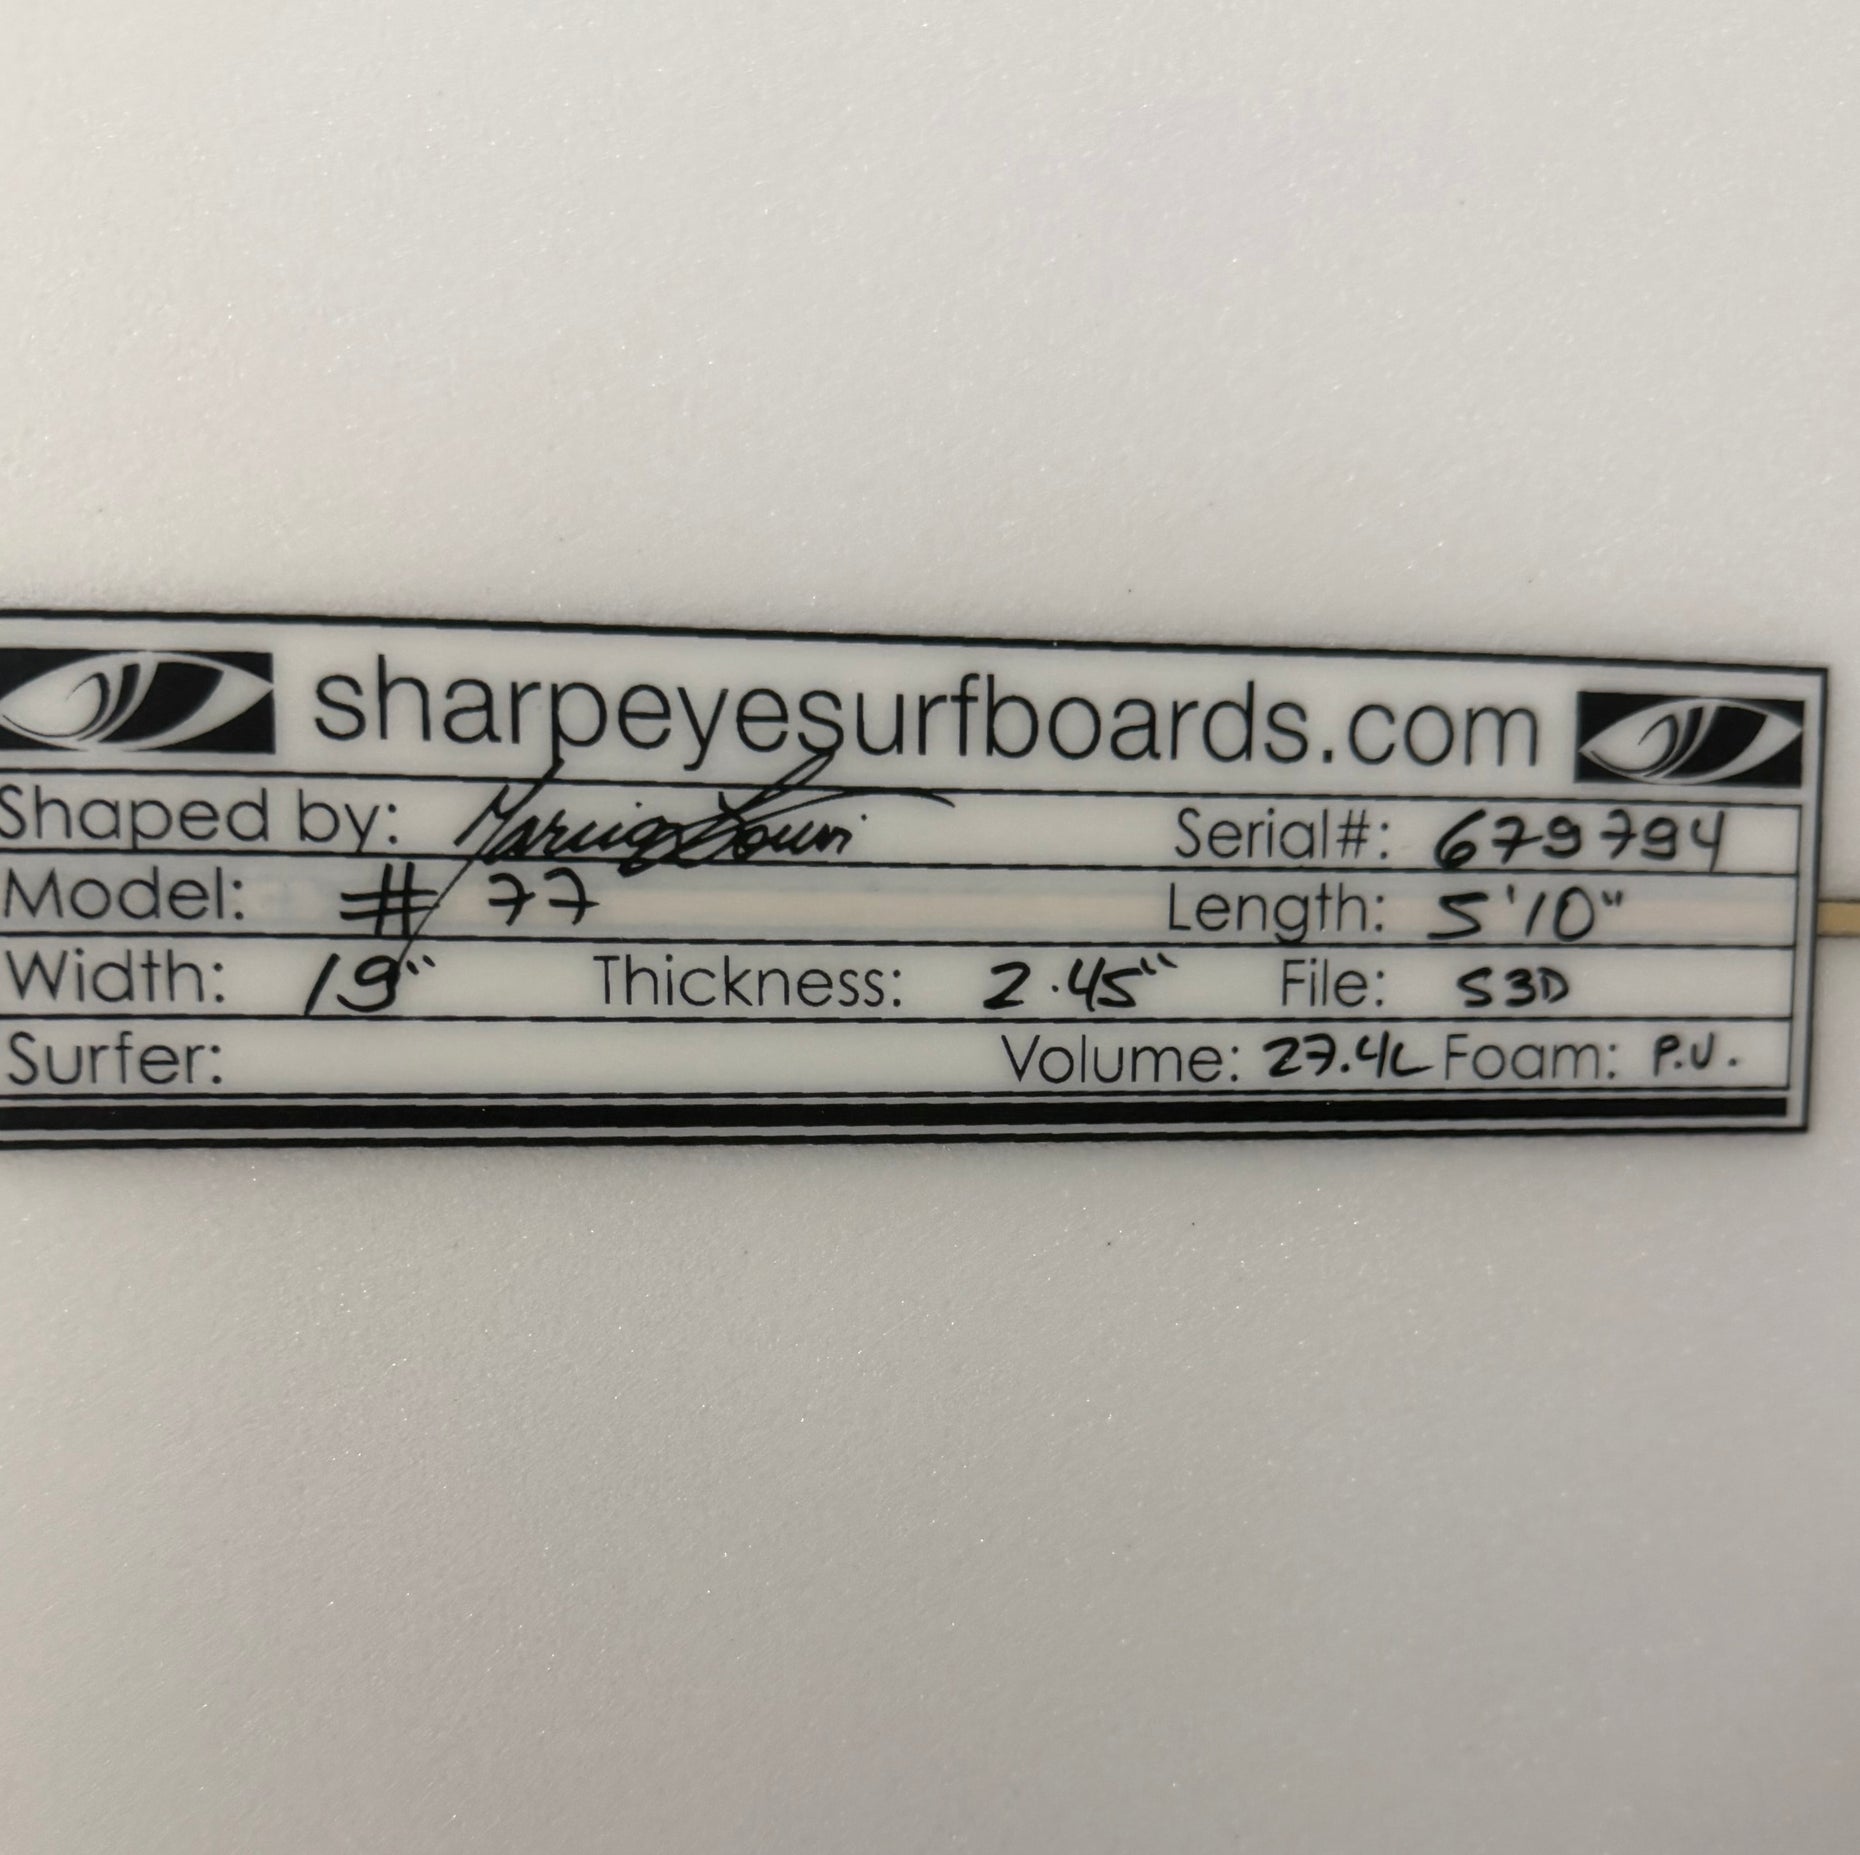 sharpeyesurfboards.com
Shaped by: Serial#: 679794
Model: # 77 Length: 5'10"
Width: 19" Thickness: 2.45" File: S3D
Surfer: Volume: 27.4L Foam: P.U.